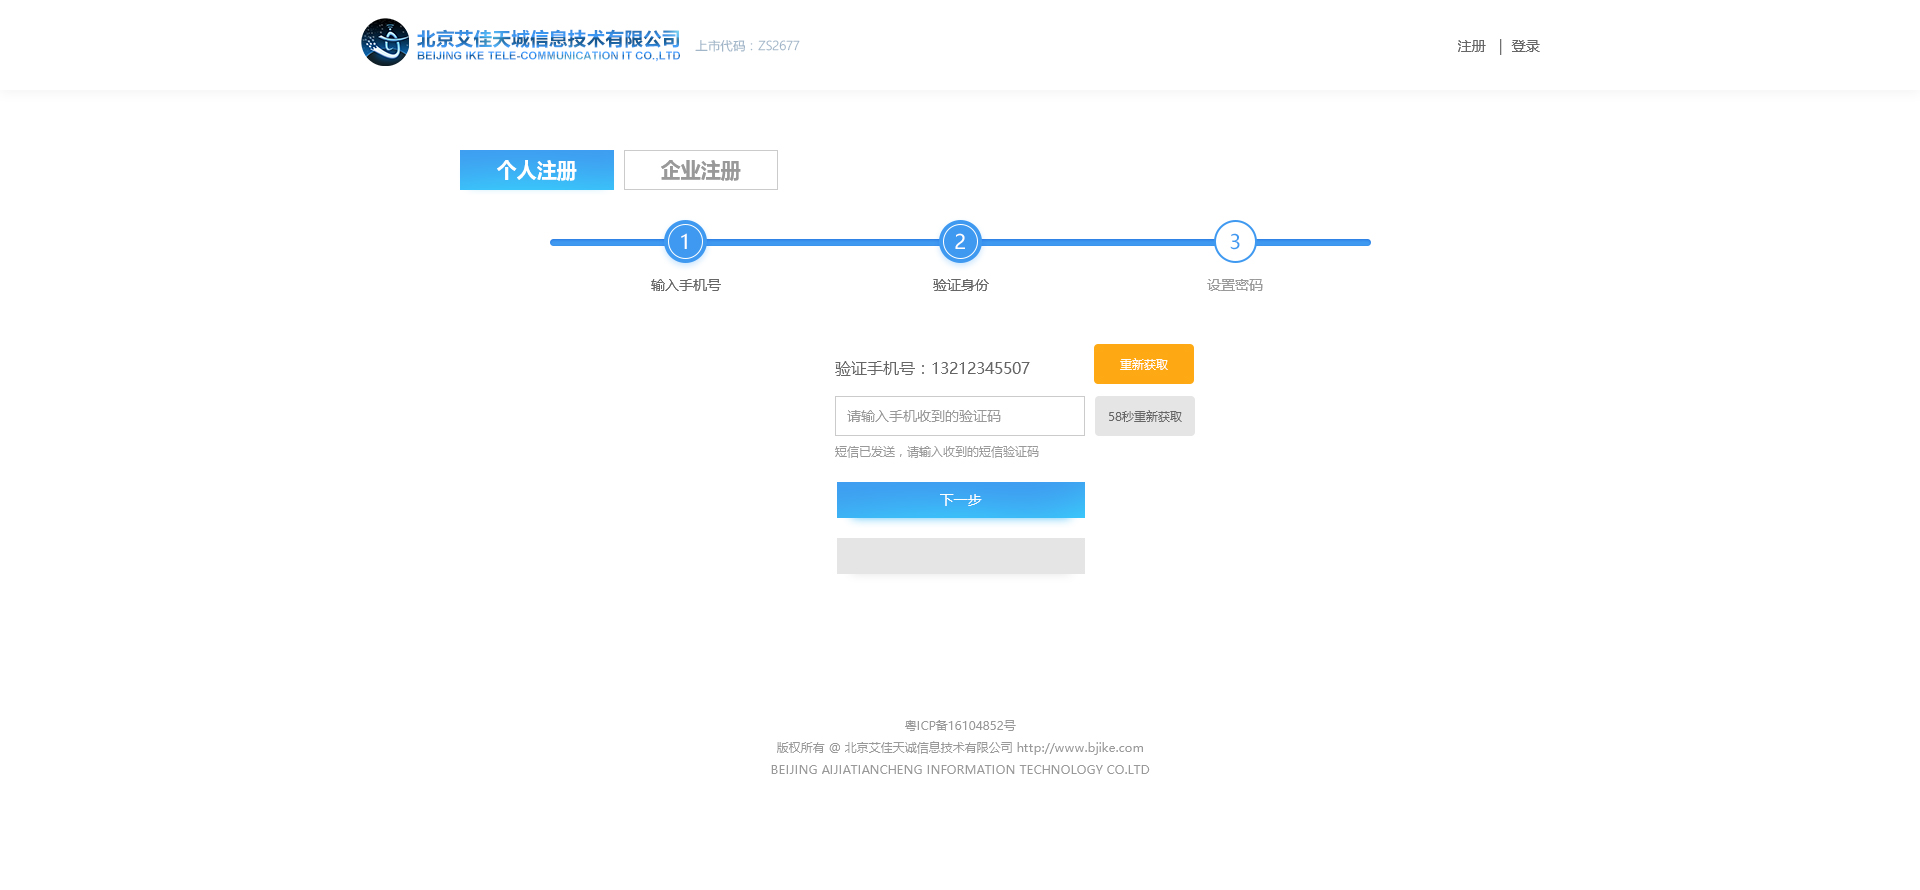 北京艾佳天诚信息技术有限公司
BEIJING IKE TELE-COMMUNICATION IT CO.,LTD
上市代码：ZS2677
注册 | 登录
个人注册
企业注册
1
2
3
输入手机号
验证身份
设置密码
验证手机号：13212345507
重新获取
请输入手机收到的验证码
58秒重新获取
短信已发送，请输入收到的短信验证码
下一步
粤ICP备16104852号
版权所有 @ 北京艾佳天诚信息技术有限公司 http://www.bjike.com
BEIJING AIJIATIANCHENG INFORMATION TECHNOLOGY CO.LTD